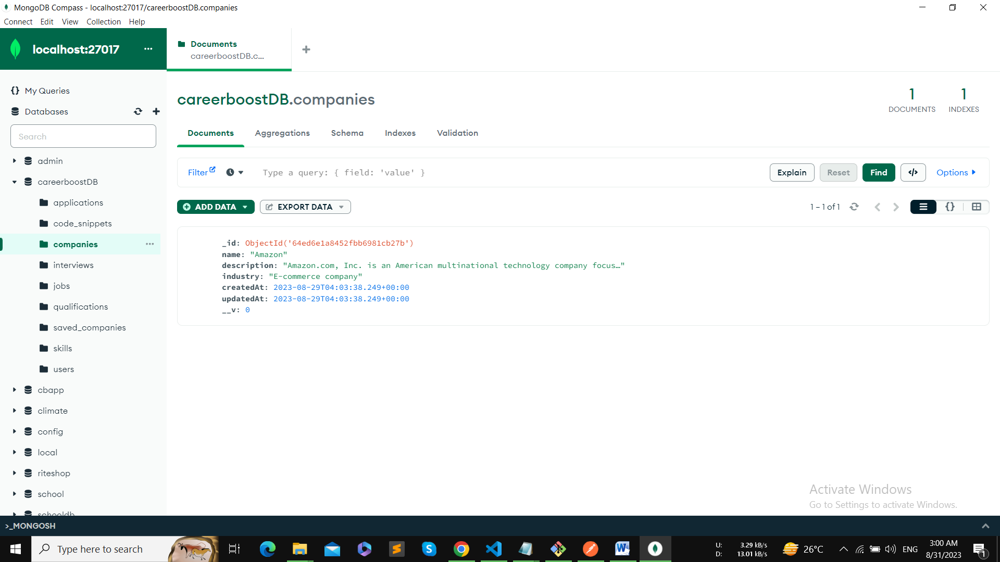 MongoDB Compass - localhost:27017/careerboostDB.companies
Connect Edit View Collection Help
localhost:27017 ...
Documents
careerboostDB.c...
My Queries
Databases
Search
admin
careerboostDB
applications
code_snippets
companies
interviews
jobs
qualifications
saved_companies
skills
users
cbapp
climate
config
local
riteshop
school
schooldb
careerboostDB.companies
1
DOCUMENTS
1
INDEXES
Documents Aggregations Schema Indexes Validation
Filter Type a query: { field: 'value' } Explain Reset Find </> Options
ADD DATA EXPORT DATA 1 – 1 of 1 {}
_id: ObjectId('64ed6e1a8452fbb6981cb27b')
name: "Amazon"
description: "Amazon.com, Inc. is an American multinational technology company focus…"
industry: "E-commerce company"
createdAt: 2023-08-29T04:03:38.249+00:00
updatedAt: 2023-08-29T04:03:38.249+00:00
__v: 0
Activate Windows
Go to Settings to activate Windows.
>_MONGOSH
Type here to search
U: 3.29 kB/s
D: 13.01 kB/s
26°C
ENG
3:00 AM
8/31/2023
1